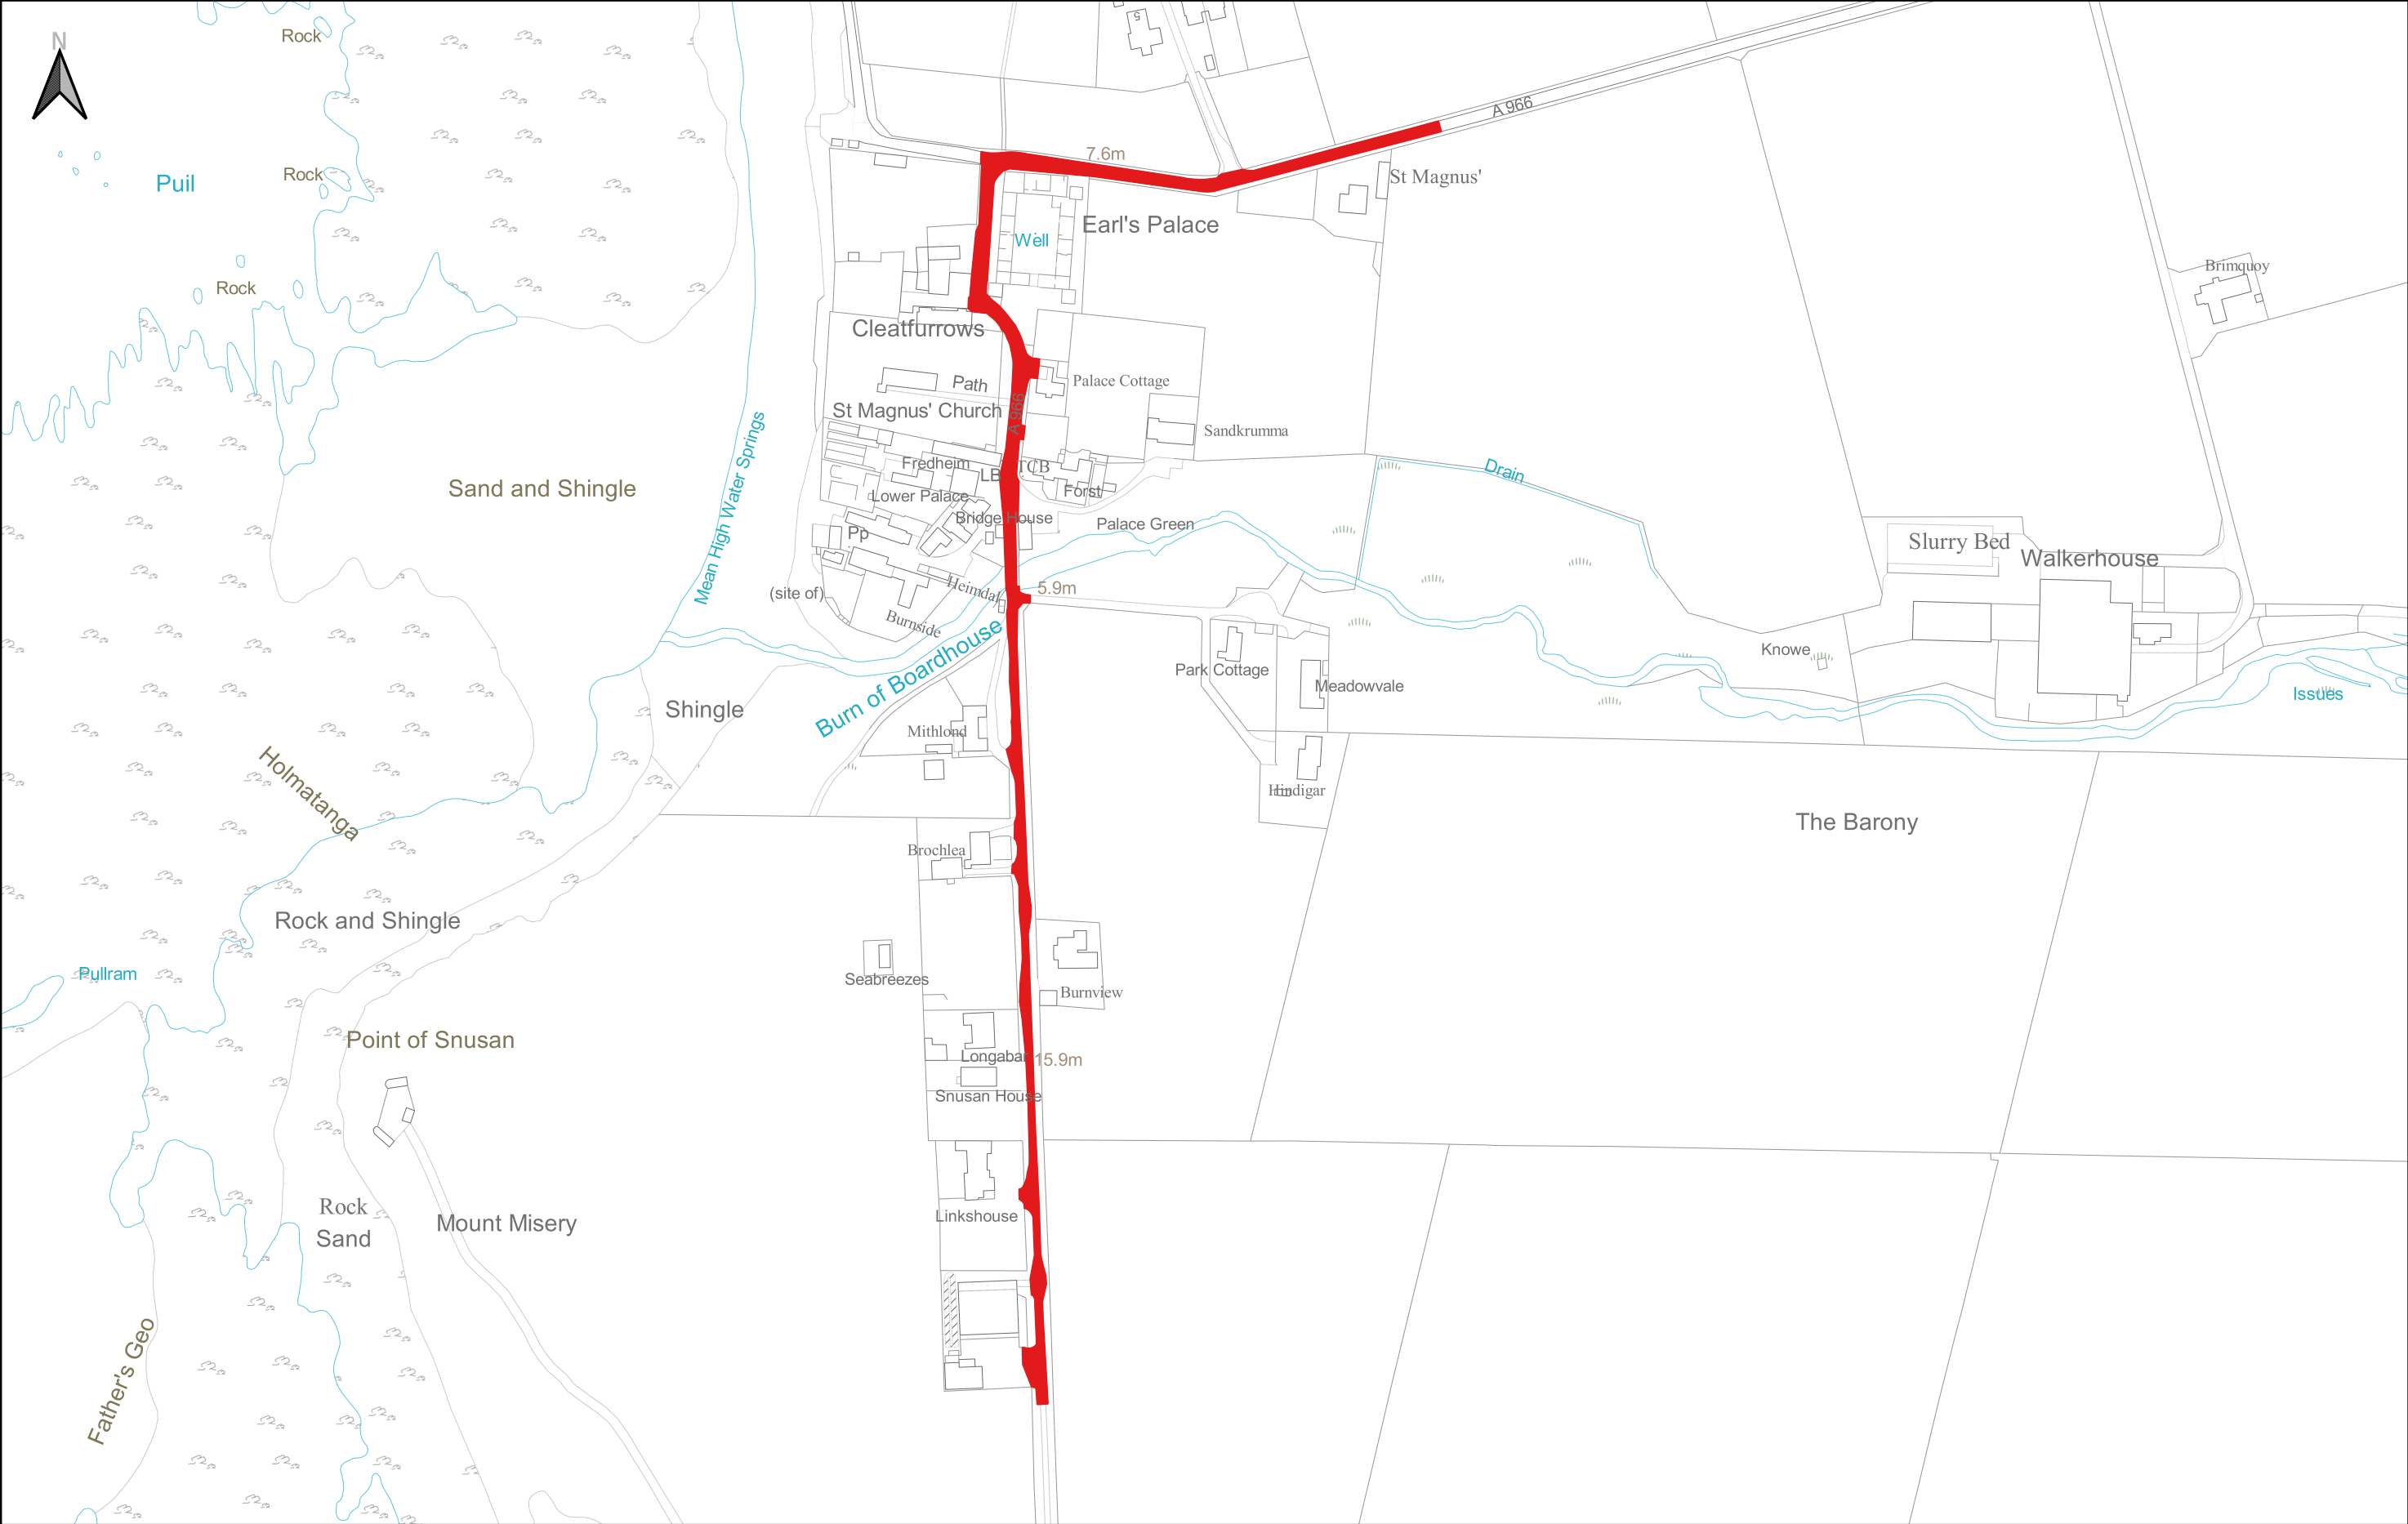 N
Rock
5
A 966
Puil
Rock
7.6m
St Magnus'
Earl's Palace
Well
Brimquoy
Rock
Cleatfurrows
Path
Palace Cottage
St Magnus' Church
A 966
Sandkrumma
Mean High Water Springs
Fredheim
LB
TCB
Drain
Sand and Shingle
Lower Palace
Forst
Bridge House
Palace Green
Pp
Slurry Bed
Walkerhouse
(site of)
Heimdal
5.9m
Burnside
Burn of Boardhouse
Knowe
Park Cottage
Meadowvale
Issues
Shingle
Mithlond
Holmatanga
Hindigar
The Barony
Brochlea
Rock and Shingle
Pullram
Seabreezes
Burnview
Point of Snusan
Longabar
15.9m
Snusan House
Rock
Sand
Mount Misery
Linkshouse
Father's Geo